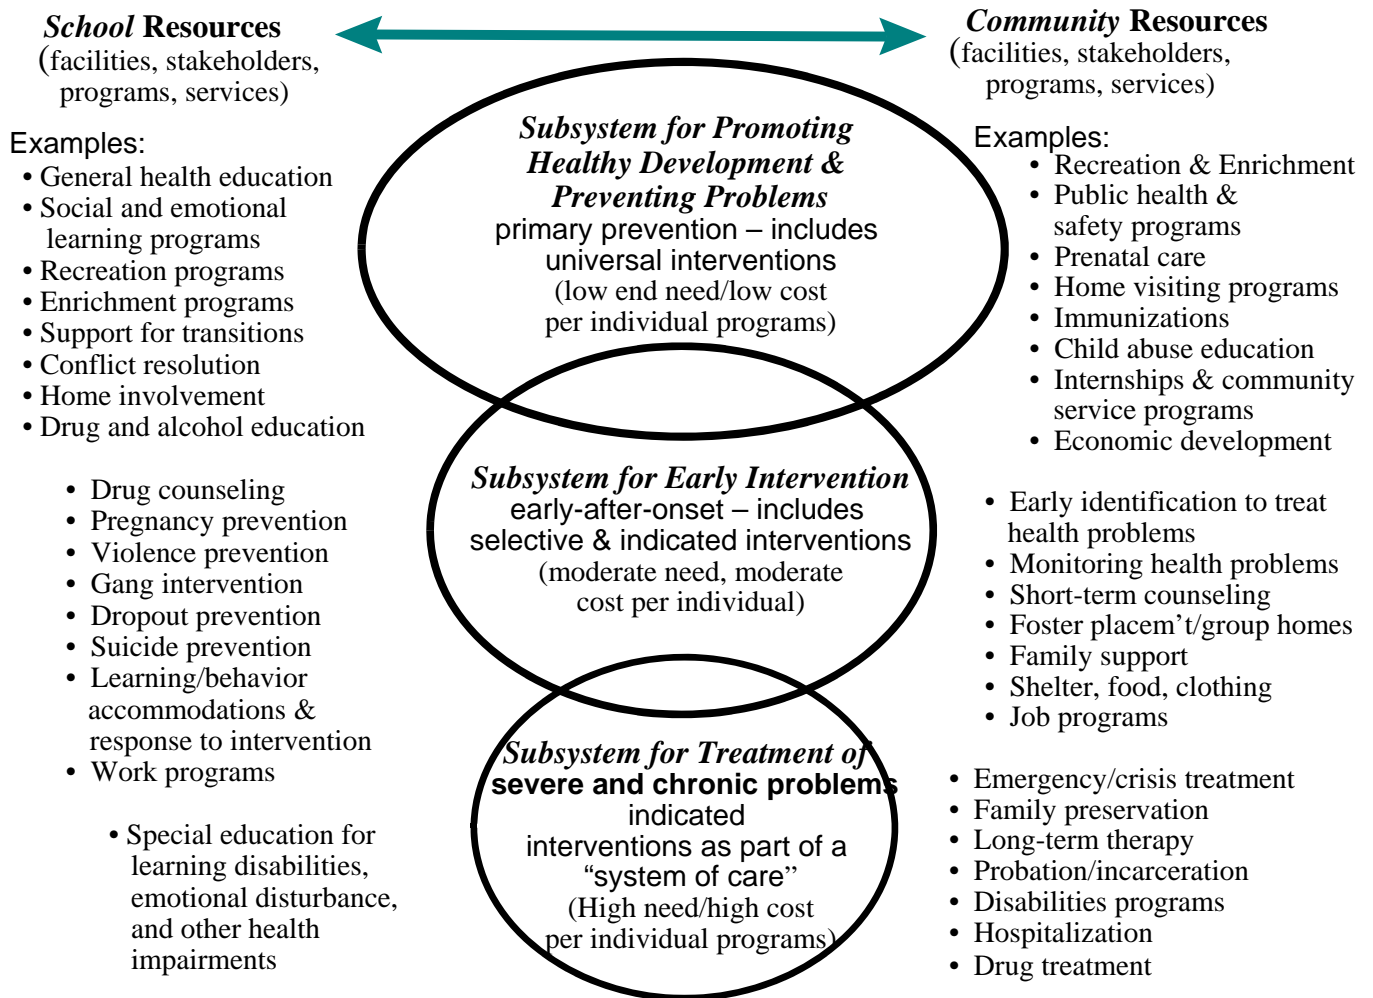 School Resources
(facilities, stakeholders,
programs, services)
Examples:
• General health education
• Social and emotional
learning programs
• Recreation programs
• Enrichment programs
• Support for transitions
• Conflict resolution
• Home involvement
• Drug and alcohol education
• Drug counseling
• Pregnancy prevention
• Violence prevention
• Gang intervention
• Dropout prevention
• Suicide prevention
• Learning/behavior
accommodations &
response to intervention
• Work programs
• Special education for
learning disabilities,
emotional disturbance,
and other health
impairments
Subsystem for Promoting
Healthy Development &
Preventing Problems
primary prevention – includes
universal interventions
(low end need/low cost
per individual programs)
Subsystem for Early Intervention
early-after-onset – includes
selective & indicated interventions
(moderate need, moderate
cost per individual)
Subsystem for Treatment of
severe and chronic problems
indicated
interventions as part of a
“system of care”
(High need/high cost
per individual programs)
Community Resources
(facilities, stakeholders,
programs, services)
Examples:
• Recreation & Enrichment
• Public health &
safety programs
• Prenatal care
• Home visiting programs
• Immunizations
• Child abuse education
• Internships & community
service programs
• Economic development
• Early identification to treat
health problems
• Monitoring health problems
• Short-term counseling
• Foster placem’t/group homes
• Family support
• Shelter, food, clothing
• Job programs
• Emergency/crisis treatment
• Family preservation
• Long-term therapy
• Probation/incarceration
• Disabilities programs
• Hospitalization
• Drug treatment